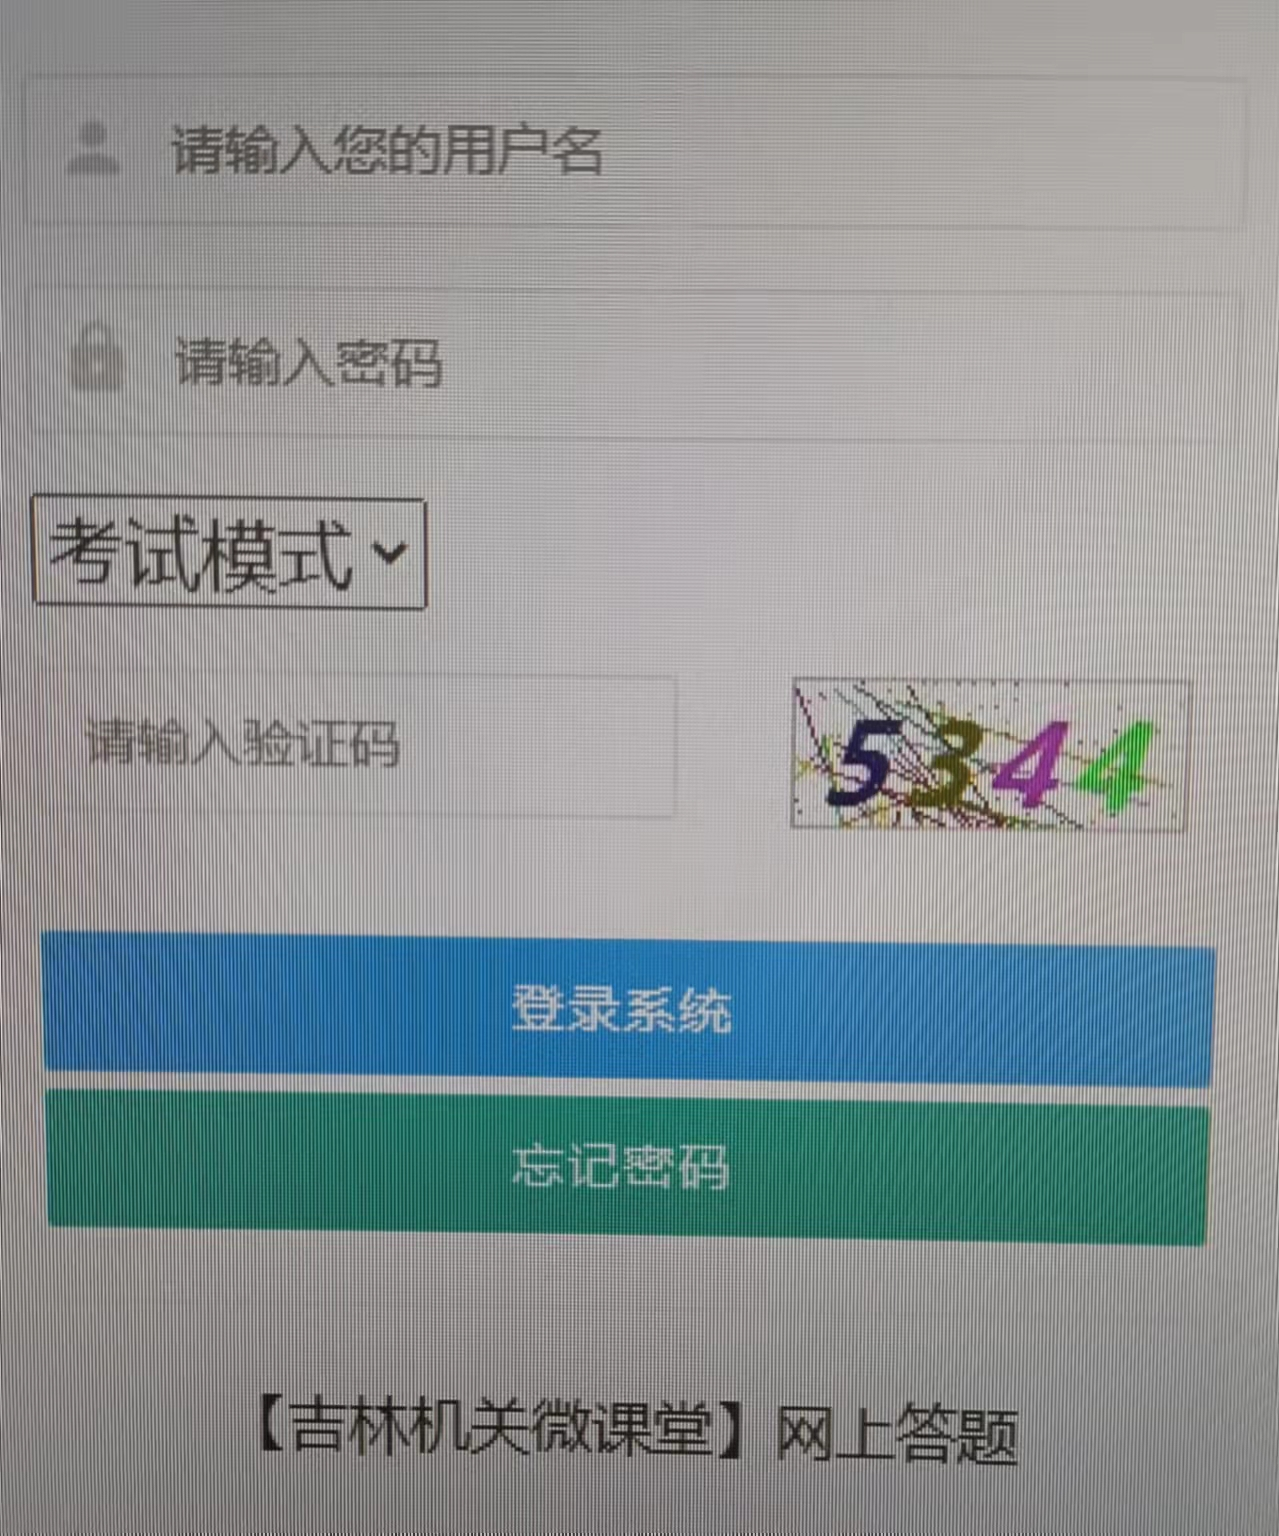 请输入您的用户名
请输入密码
考试模式
请输入验证码
5344
登录系统
忘记密码
【吉林机关微课堂】网上答题